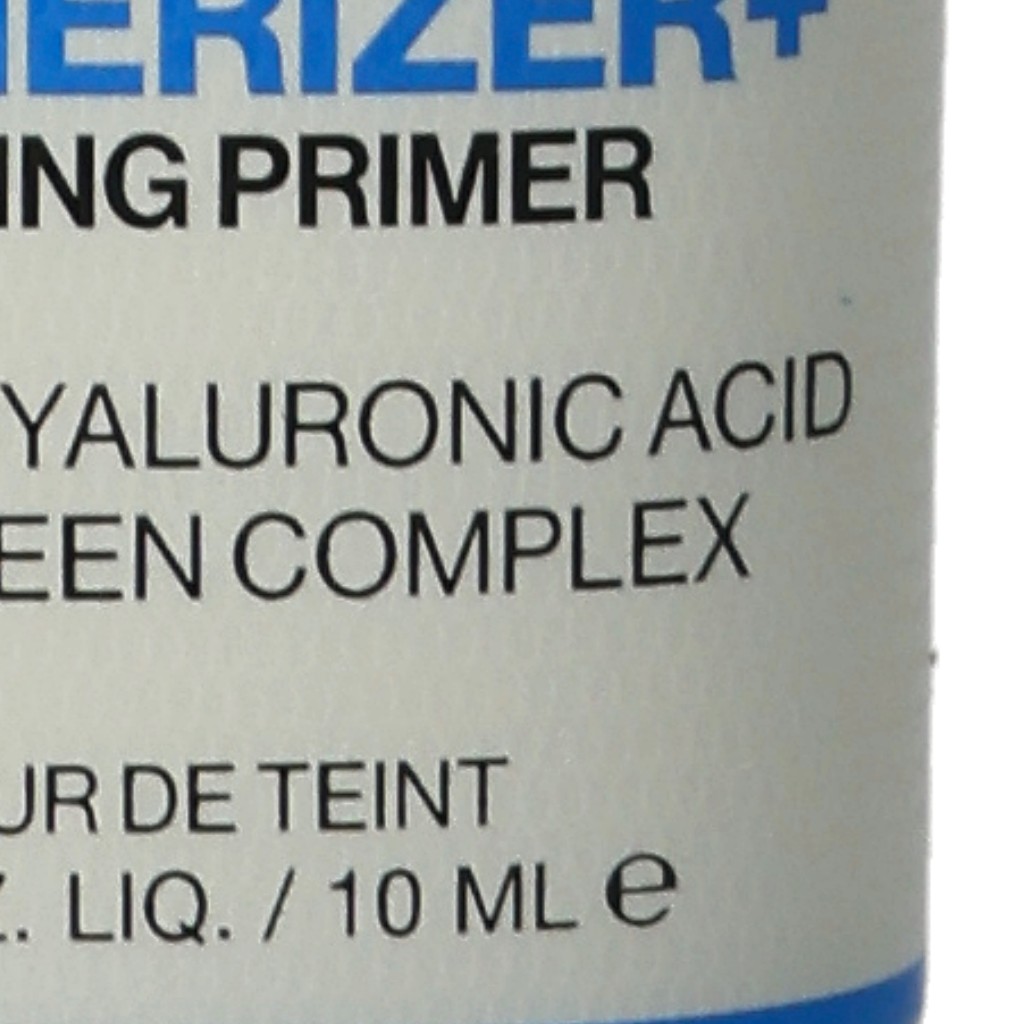 ERIZER+
ING PRIMER
YALURONIC ACID
EEN COMPLEX
UR DE TEINT
Z. LIQ. / 10 ML ℮